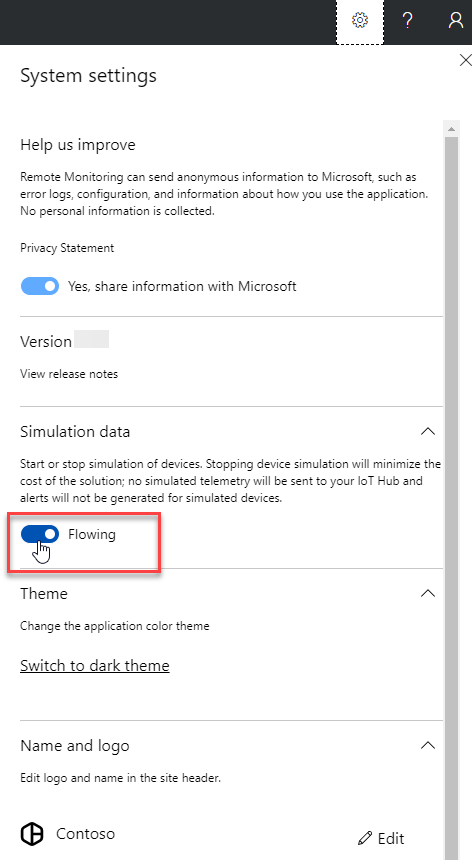 ?
System settings
Help us improve
Remote Monitoring can send anonymous information to Microsoft, such as
error logs, configuration, and information about how you use the application.
No personal information is collected.
Privacy Statement
Yes, share information with Microsoft
Version
View release notes
Simulation data
Start or stop simulation of devices. Stopping device simulation will minimize the
cost of the solution; no simulated telemetry will be sent to your IoT Hub and
alerts will not be generated for simulated devices.
Flowing
Theme
Change the application color theme
Switch to dark theme
Name and logo
Edit logo and name in the site header.
Contoso
Edit